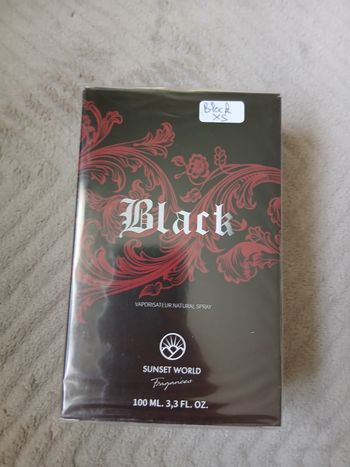 Black
XS
Black
VAPORISATEUR NATURAL SPRAY
SUNSET WORLD
Fragances
100 ML. 3,3 FL. OZ.